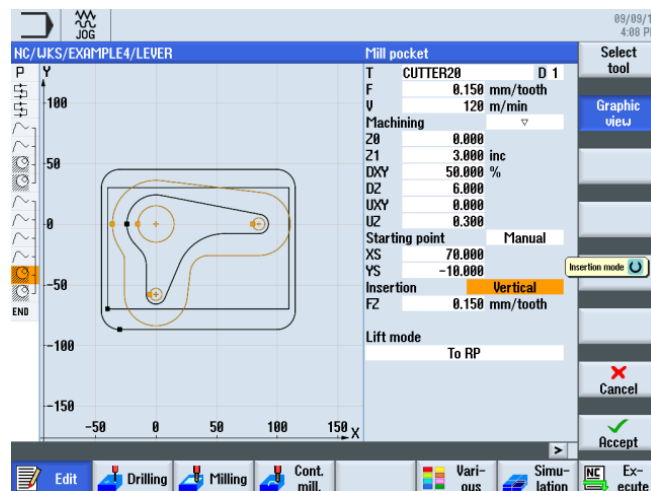 JOG
09/09/1
4:08 P
NC/WKS/EXAMPLE4/LEVER
Mill pocket
Select
tool
P
Y
T CUTTER20 D 1
F 0.150 mm/tooth
V 120 m/min
Machining ▽
Graphic
view
100
Z0 0.000
Z1 3.000 inc
50
DXY 50.000 %
DZ 6.000
UXY 0.000
UZ 0.300
0
Starting point Manual
XS 70.000
YS -10.000
Insertion mode
Insertion Vertical
-50
FZ 0.150 mm/tooth
END
Lift mode
-100
To RP
Cancel
-150
-50 0 50 100 150 X
Accept
>
Edit
Drilling
Milling
Cont.
mill.
Vari-
ous
Simu-
lation
NC
Ex-
ecute